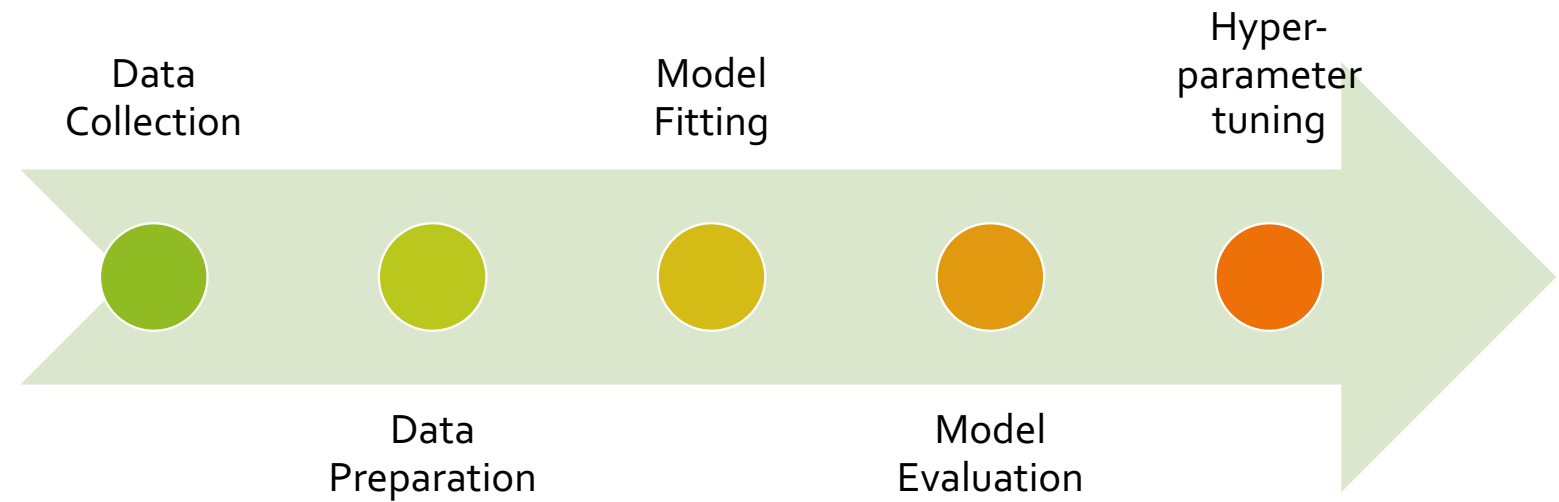 Data
Collection
Data
Preparation
Model
Fitting
Model
Evaluation
Hyper-
parameter
tuning